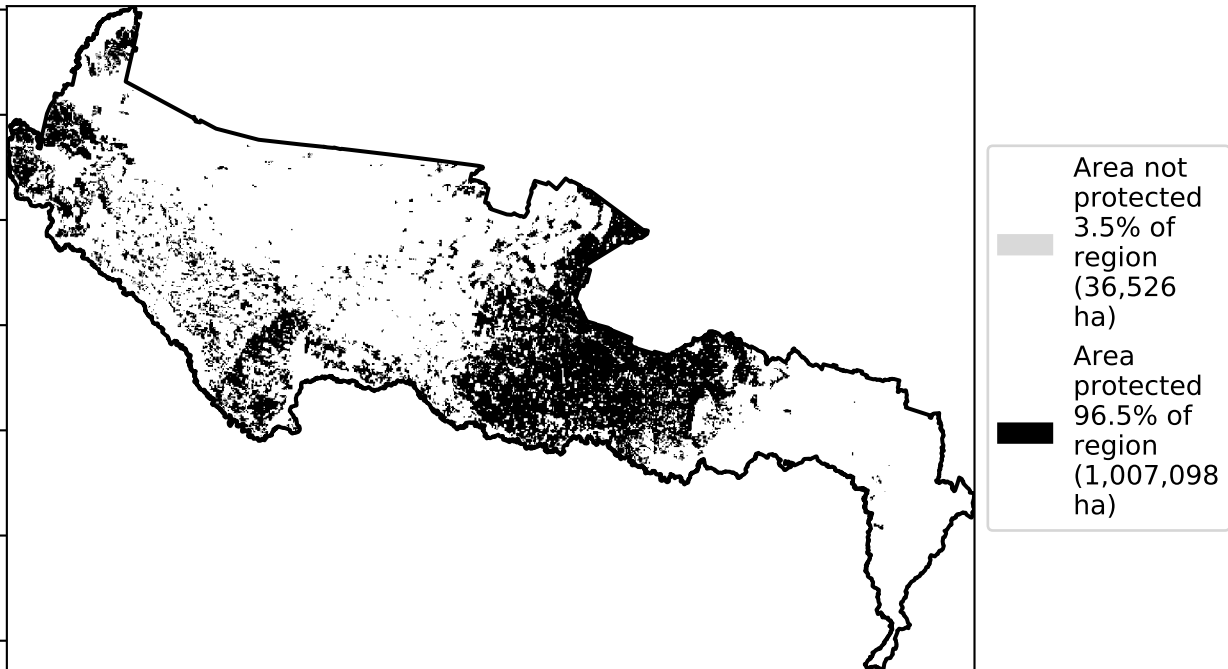 Area not
protected
3.5% of
region
(36,526
ha)
Area
protected
96.5% of
region
(1,007,098
ha)